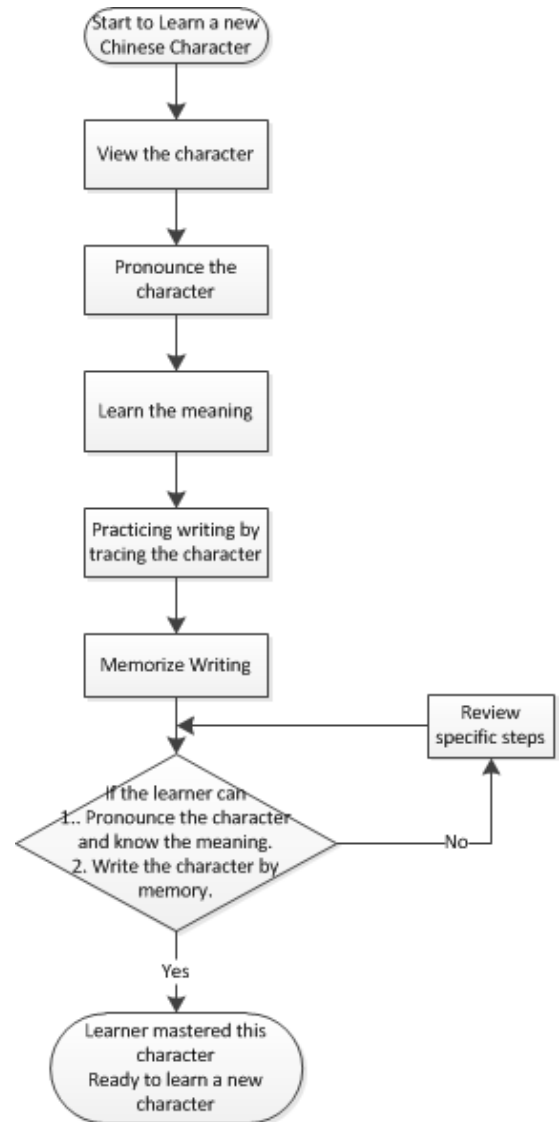 Start to Learn a new
Chinese Character
View the character
Pronounce the
character
Learn the meaning
Practicing writing by
tracing the character
Memorize Writing
Review
specific steps
If the learner can
1.. Pronounce the character
and know the meaning.
2. Write the character by
memory.
No
Yes
Learner mastered this
character
Ready to learn a new
character